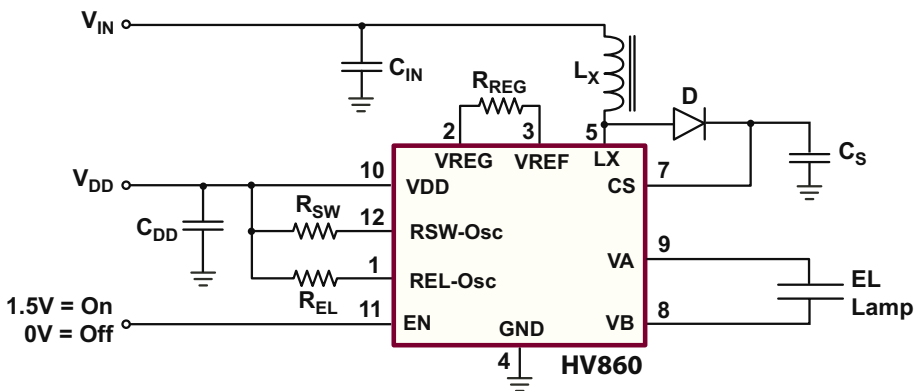 VIN
CIN
LX
RREG
D
2
3
5
VREG
VREF
LX
CS
VDD
10
VDD
CS
7
RSW
CDD
12
RSW-Osc
VA
9
1
REL-Osc
REL
EL
Lamp
1.5V = On
0V = Off
11
EN
GND
VB
8
4
HV860